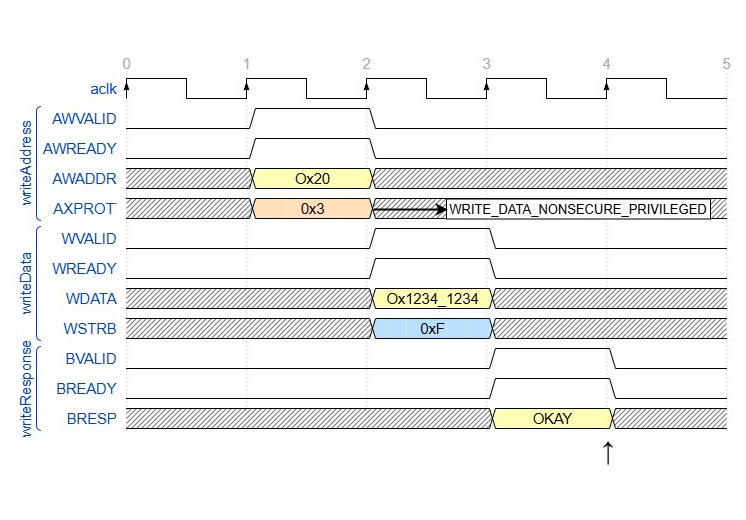 0 1 2 3 4 5
aclk
writeAddress
AWVALID
AWREADY
AWADDR Ox20
AXPROT 0x3 WRITE_DATA_NONSECURE_PRIVILEGED
writeData
WVALID
WREADY
WDATA Ox1234_1234
WSTRB 0xF
writeResponse
BVALID
BREADY
BRESP OKAY